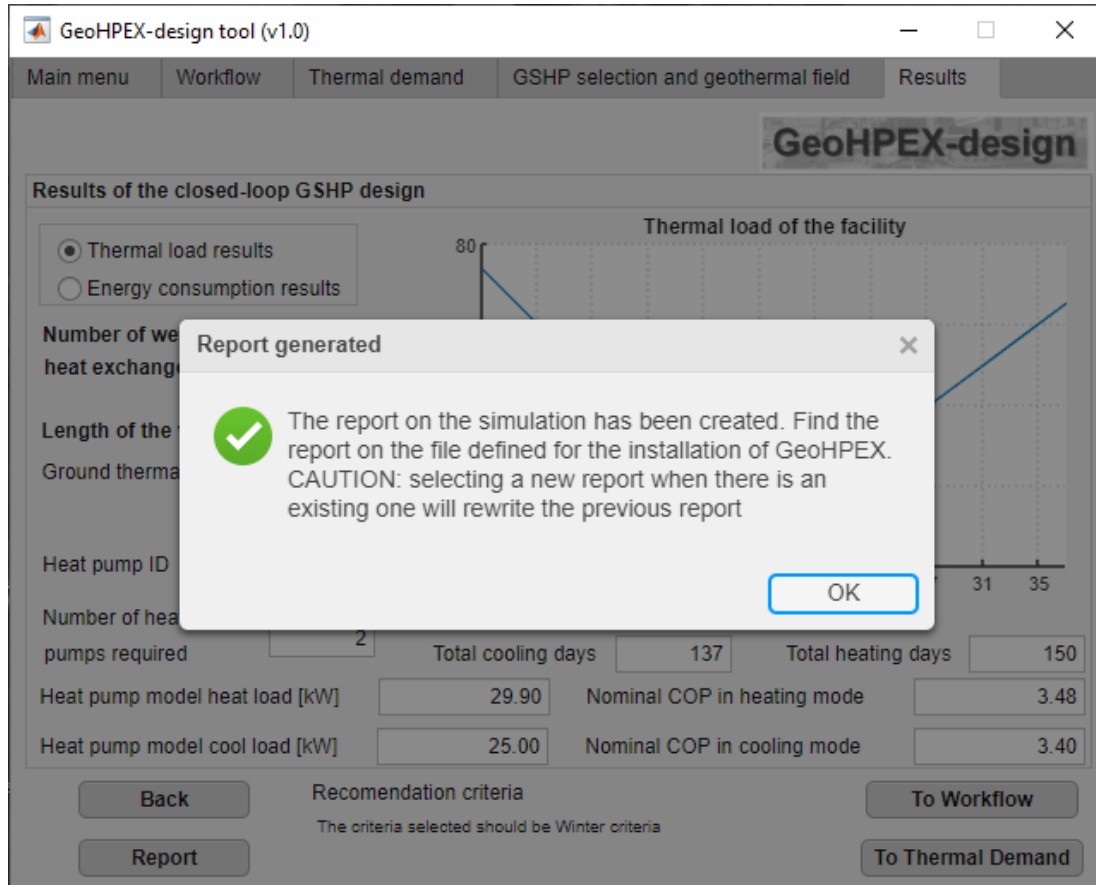 GeoHPEX-design tool (v1.0)
Main menu Workflow Thermal demand GSHP selection and geothermal field Results
GeoHPEX-design
Results of the closed-loop GSHP design
Thermal load results
Energy consumption results
Thermal load of the facility
80
Number of
heat
Length of the
Ground
Heat pump ID
31 35
Report generated
The report on the simulation has been created. Find the
report on the file defined for the installation of GeoHPEX.
CAUTION: selecting a new report when there is an
existing one will rewrite the previous report
OK
Number of
pumps required 2 Total cooling days 137 Total heating days 150
Heat pump model heat load [kW] 29.90 Nominal COP in heating mode 3.48
Heat pump model cool load [kW] 25.00 Nominal COP in cooling mode 3.40
Back Recomendation criteria To Workflow
The criteria selected should be Winter criteria
Report To Thermal Demand